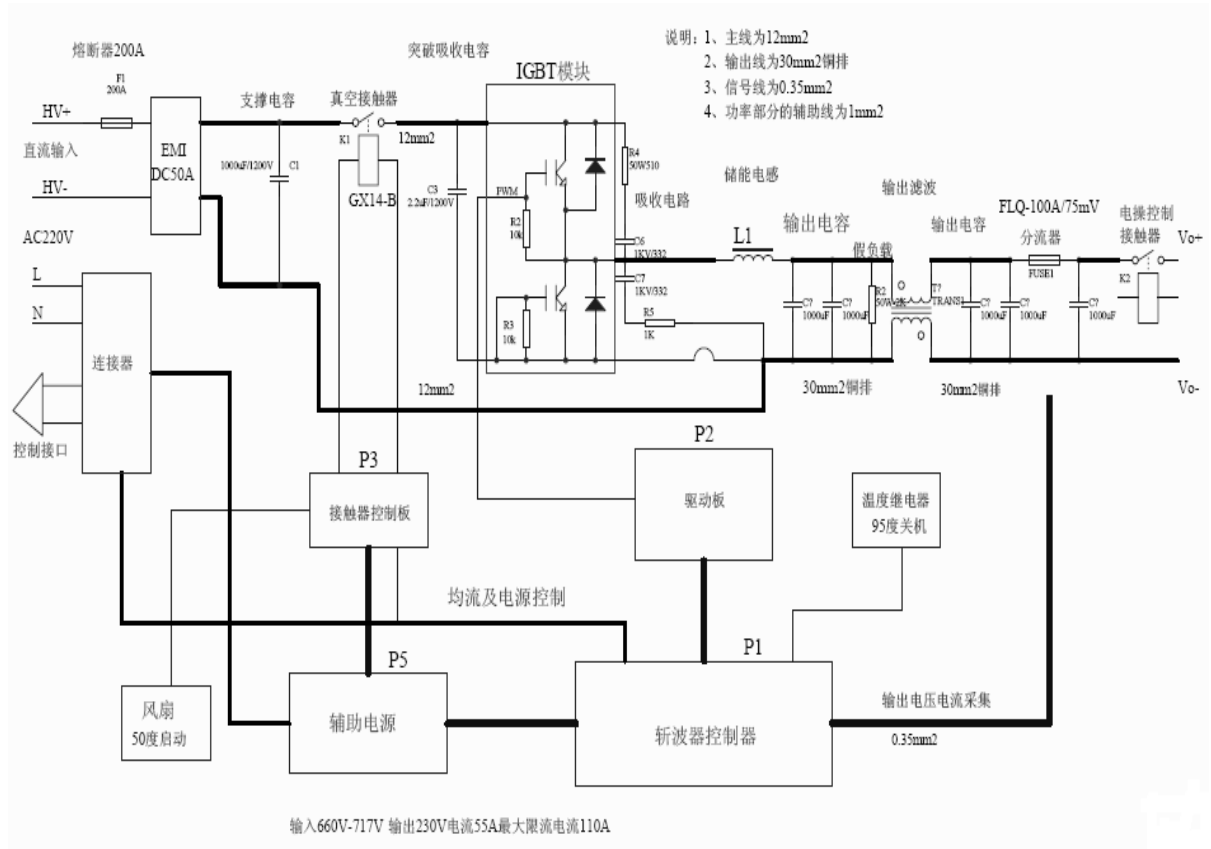 说明：1、主线为12mm2
2、输出线为30mm2铜排
3、信号线为0.35mm2
4、功率部分的辅助线为1mm2
熔断器200A
F1
200A
HV+
直流输入
HV-
EMI
DC50A
支撑电容
1000uF/1200V
C1
真空接触器
K1
GX14-B
突破吸收电容
12mm2
C3
2.2uF/1200V
IGBT模块
PWM
R2
10k
R3
10k
R4
50W510
吸收电路
C6
1KV/332
C7
1KV/332
R5
1K
储能电感
L1
输出电容
假负载
C?
1000uF
C?
1000uF
R2
50W-2K
输出滤波
T?
TRANS1
输出电容
C?
1000uF
C?
1000uF
FLQ-100A/75mV
分流器
FUSE1
C?
1000uF
电操控制
接触器
K2
Vo+
Vo-
AC220V
L
N
连接器
控制接口
12mm2
30mm2铜排
30mm2铜排
P3
接触器控制板
P2
驱动板
温度继电器
95度关机
均流及电源控制
风扇
50度启动
P5
辅助电源
P1
斩波器控制器
输出电压电流采集
0.35mm2
输入660V-717V 输出230V电流55A最大限流电流110A